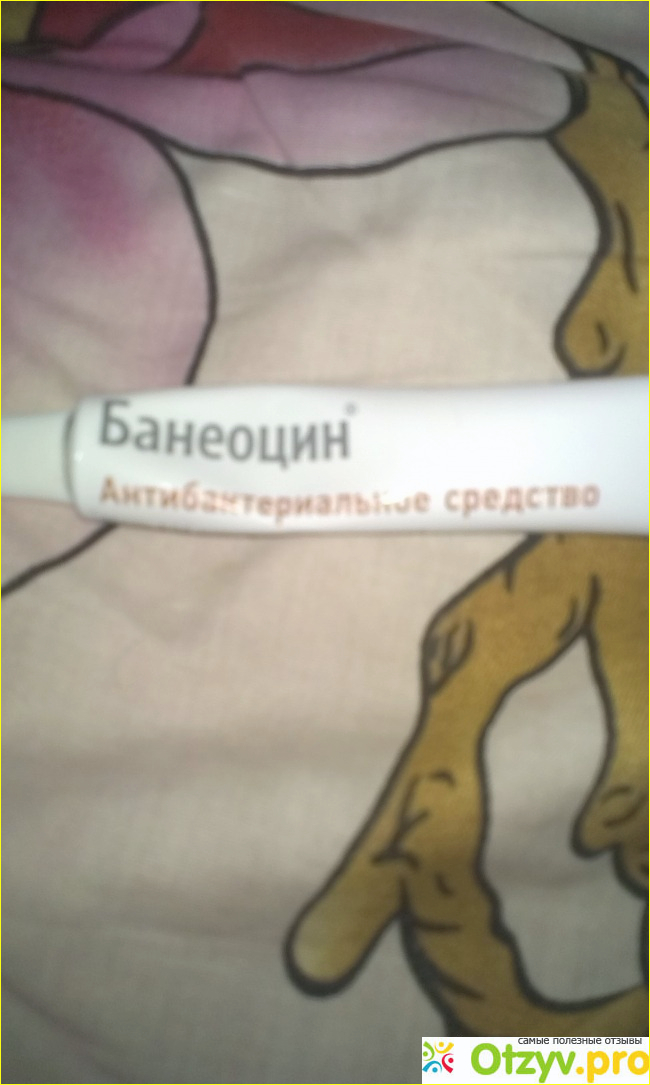 Банеоцин®
Антибактериальное средство
самые полезные отзывы
Otzyv.pro